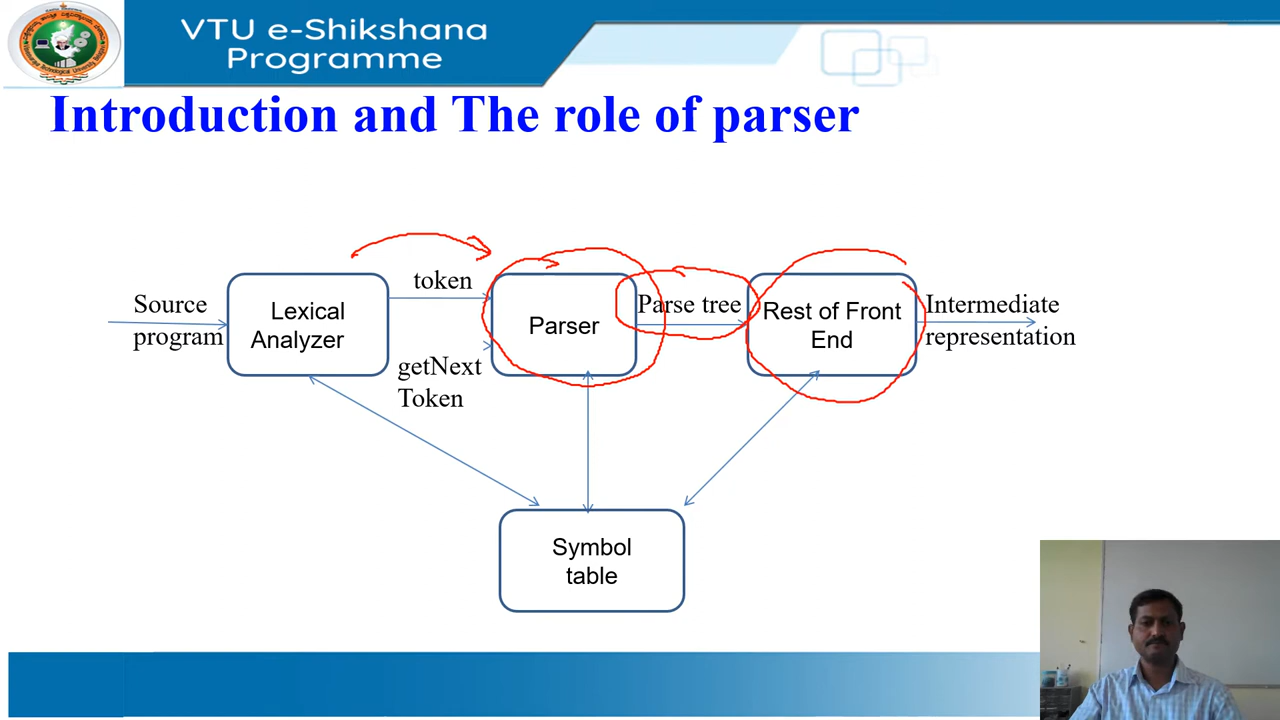 VTU e-Shikshana
Programme
Introduction and The role of parser
Source
program
Lexical
Analyzer
token
getNext
Token
Parser
Parse tree
Rest of Front
End
Intermediate
representation
Symbol
table